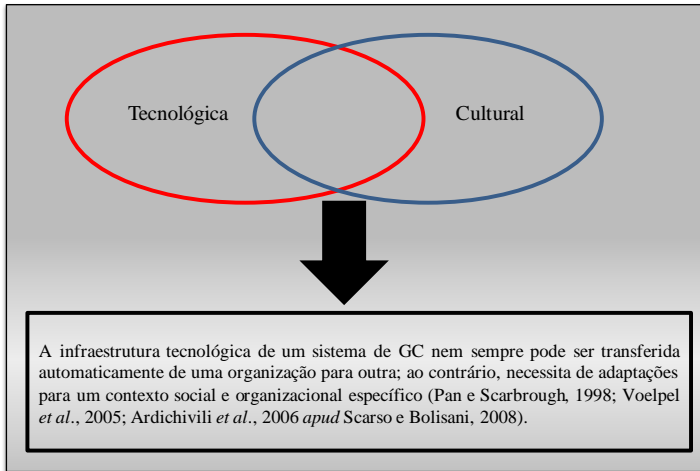 Tecnológica
Cultural
A infraestrutura tecnológica de um sistema de GC nem sempre pode ser transferida
automaticamente de uma organização para outra; ao contrário, necessita de adaptações
para um contexto social e organizacional específico (Pan e Scarbrough, 1998; Voelpel
et al., 2005; Ardichivili et al., 2006 apud Scarso e Bolisani, 2008).